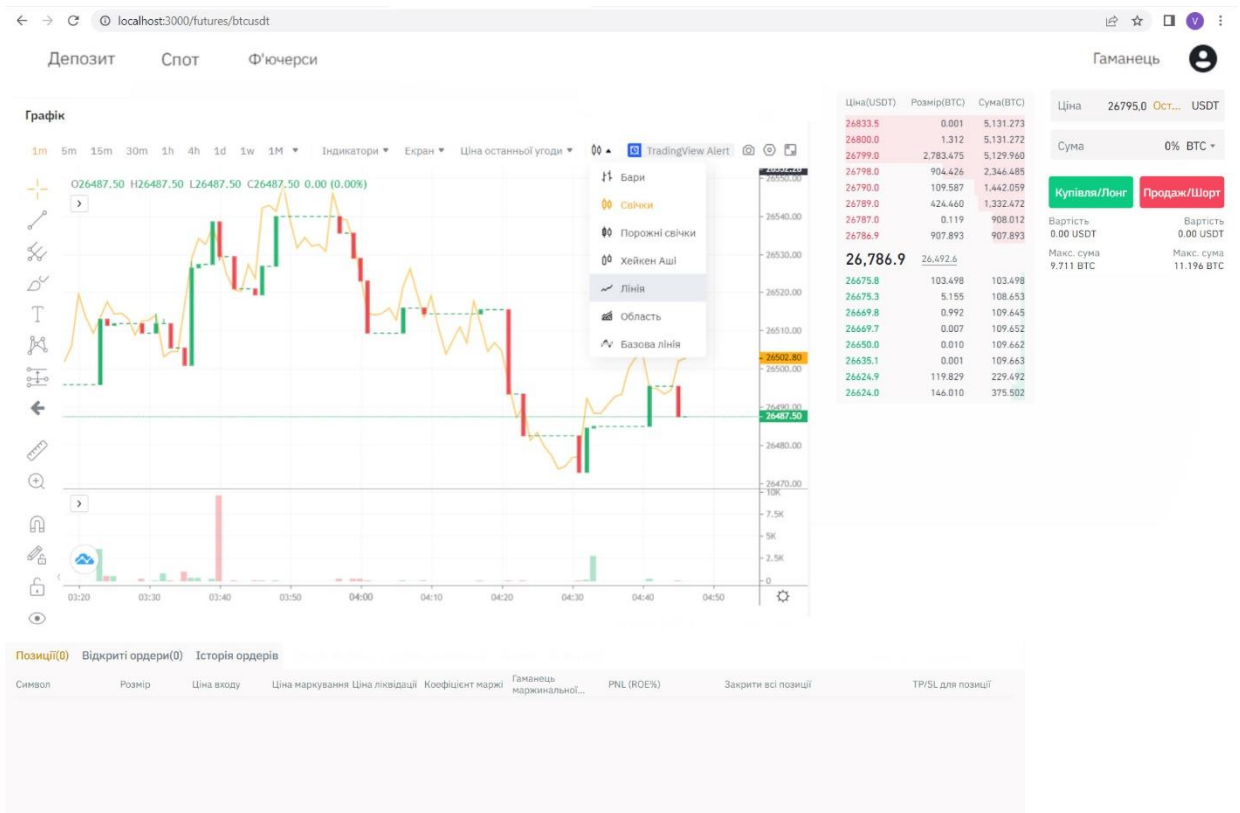 localhost:3000/futures/btcusdt
V
Депозит Спот Ф'ючерси Гаманець
Графік
1m 5m 15m 30m 1h 4h 1d 1w 1M Індикатори Екран Ціна останньої угоди TradingView Alert
O26487.50 H26487.50 L26487.50 C26487.50 0.00 (0.00%)
Бари
Свічки
Порожні свічки
Хейкен Аші
Лінія
Область
Базова лінія
26550.00
26540.00
26530.00
26520.00
26510.00
26502.80
26500.00
26490.00
26487.50
26480.00
26470.00
10K
7.5K
5K
2.5K
0
03:20 03:30 03:40 03:50 04:00 04:10 04:20 04:30 04:40 04:50
Ціна(USDT) Розмір(BTC) Сума(BTC)
26833.5 0.001 5,131.273
26800.0 1.312 5,131.272
26799.0 2,783.475 5,129.960
26798.0 904.426 2,346.485
26790.0 109.587 1,442.059
26789.0 424.460 1,332.472
26787.0 0.119 908.012
26786.9 907.893 907.893
26,786.9 26,492.6
26675.8 103.498 103.498
26675.3 5.155 108.653
26669.8 0.992 109.645
26669.7 0.007 109.652
26650.0 0.010 109.662
26635.1 0.001 109.663
26624.9 119.829 229.492
26624.0 146.010 375.502
Ціна 26795.0 Ост... USDT
Сума 0% BTC
Купівля/Лонг Продаж/Шорт
Вартість Вартість
0.00 USDT 0.00 USDT
Макс. сума Макс. сума
9.711 BTC 11.196 BTC
Позиції(0) Відкриті ордери(0) Історія ордерів
Символ Розмір Ціна входу Ціна маркування Ціна ліквідації Коефіцієнт маржі Гаманець маржинальної... PNL (ROE%) Закрити всі позиції TP/SL для позиції